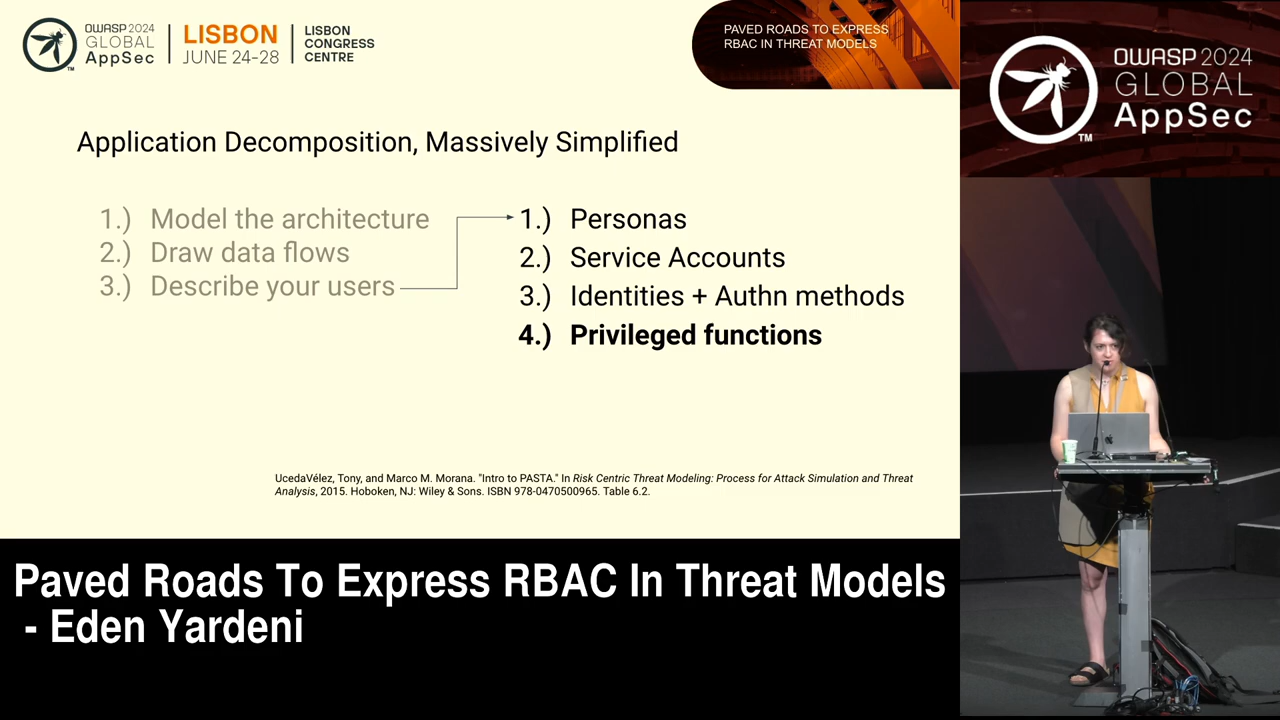 OWASP 2024
GLOBAL
AppSec
TM
LISBON
JUNE 24-28
LISBON
CONGRESS
CENTRE
PAVED ROADS TO EXPRESS
RBAC IN THREAT MODELS
Application Decomposition, Massively Simplified
1.) Model the architecture
2.) Draw data flows
3.) Describe your users
1.) Personas
2.) Service Accounts
3.) Identities + Authn methods
4.) Privileged functions
UcedaVélez, Tony, and Marco M. Morana. "Intro to PASTA." In Risk Centric Threat Modeling: Process for Attack Simulation and Threat
Analysis, 2015. Hoboken, NJ: Wiley & Sons. ISBN 978-0470500965. Table 6.2.
Paved Roads To Express RBAC In Threat Models
- Eden Yardeni
OWASP 2024
GLOBAL
AppSec
TM